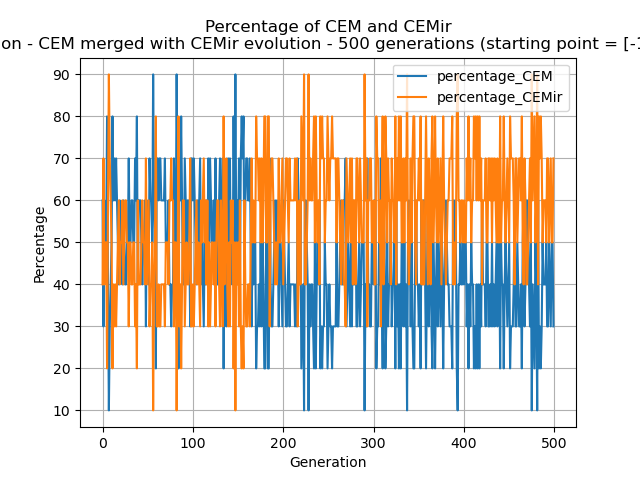 Percentage of CEM and CEMir
on - CEM merged with CEMir evolution - 500 generations (starting point = [-1
percentage_CEM
percentage_CEMir
90
80
70
60
50
40
30
20
10
Percentage
0 100 200 300 400 500
Generation